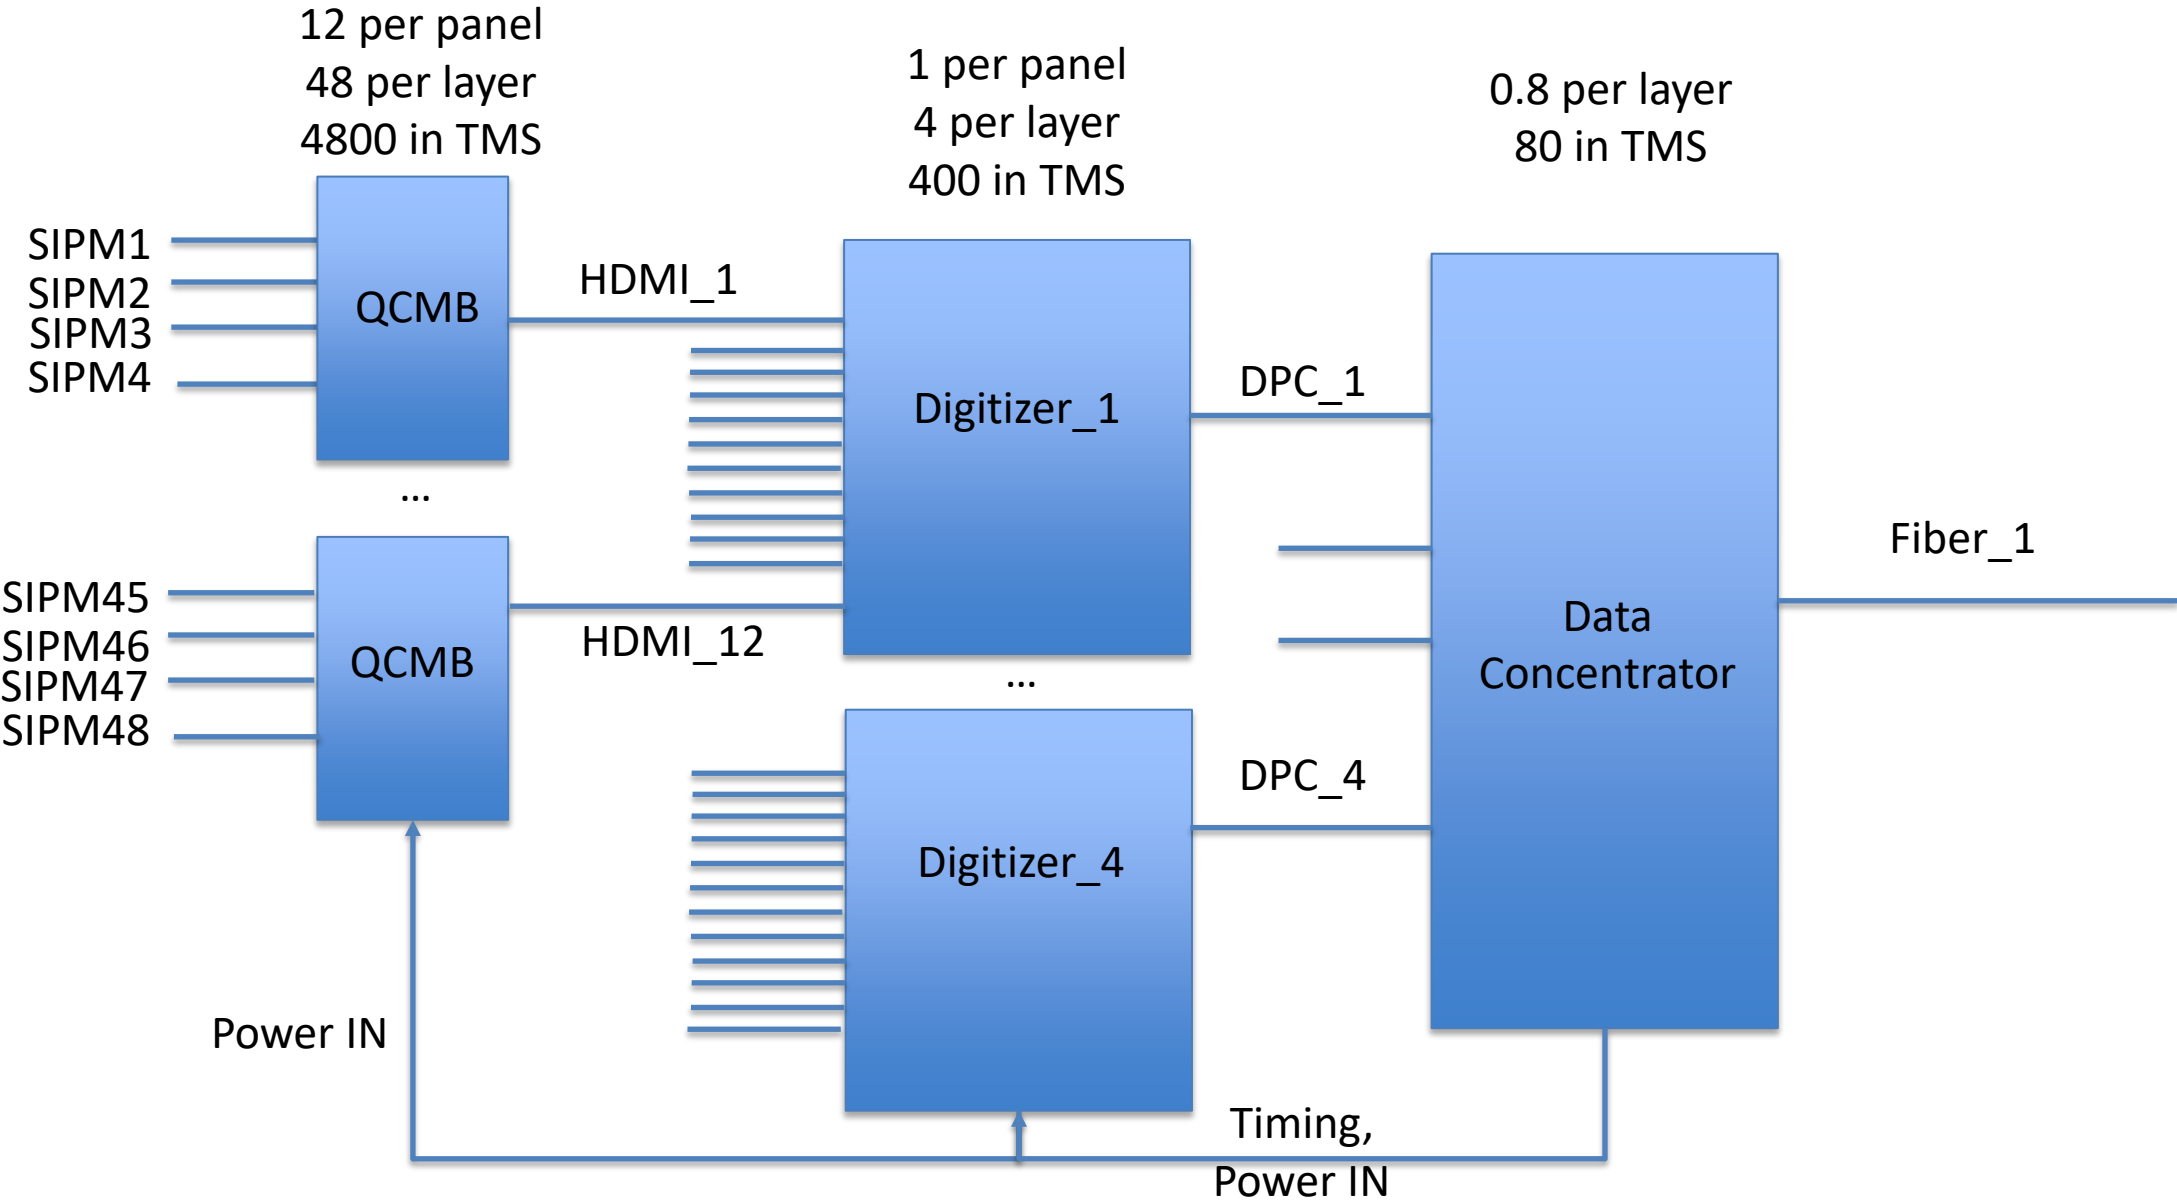 12 per panel
48 per layer
4800 in TMS
1 per panel
4 per layer
400 in TMS
0.8 per layer
80 in TMS
SIPM1
SIPM2
SIPM3
SIPM4
QCMB
HDMI_1
Digitizer_1
DPC_1
...
SIPM45
SIPM46
SIPM47
SIPM48
QCMB
HDMI_12
...
Data
Concentrator
Fiber_1
Digitizer_4
DPC_4
Power IN
Timing,
Power IN